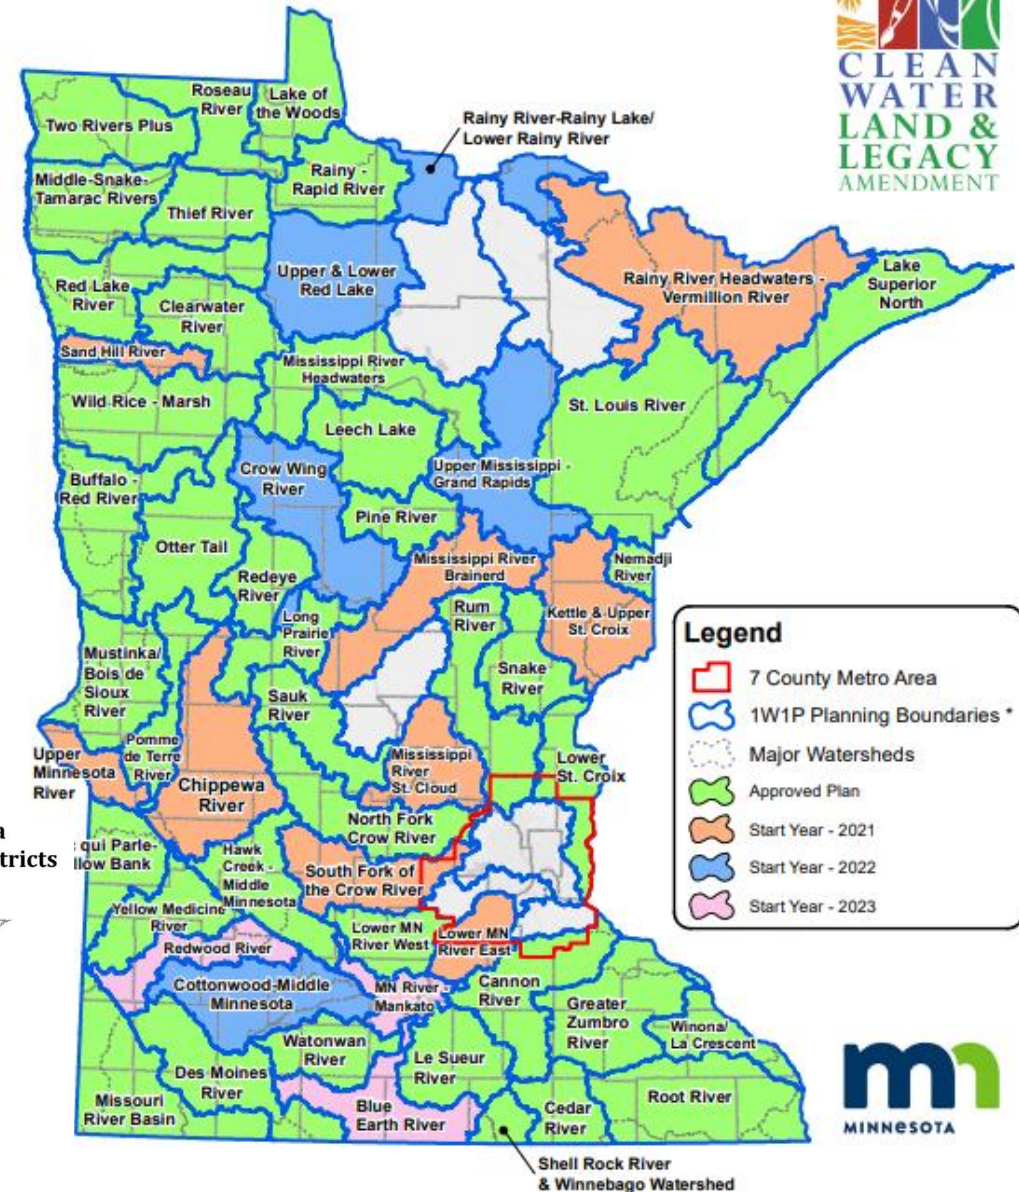 CLEAN
WATER
LAND &
LEGACY
AMENDMENT
Roseau
River
Lake of
the Woods
Two Rivers Plus
Rainy River-Rainy Lake/
Lower Rainy River
Rainy -
Rapid River
Middle-Snake-
Tamarac Rivers
Thief River
Upper & Lower
Red Lake
Rainy River Headwaters -
Vermillion River
Lake
Superior
North
Red Lake
River
Clearwater
River
Sand Hill River
Mississippi River
Headwaters
Wild Rice - Marsh
St. Louis River
Leech Lake
Crow Wing
River
Upper Mississippi -
Grand Rapids
Buffalo -
Red River
Pine River
Otter Tail
Mississippi River
Brainerd
Nemadji
River
Redeye
River
Long
Prairie
River
Rum
River
Kettle & Upper
St. Croix
Mustinka/
Bois de
Sioux
River
Snake
River
Sauk
River
Upper
Minnesota
River
Pomme
de Terre
River
Chippewa
River
Mississippi
River
St. Cloud
Lower
St. Croix
North Fork
Crow River
a
tricts
qui Parle-
llow Bank
Hawk
Creek -
Middle
Minnesota
South Fork of
the Crow River
Yellow Medicine
River
Redwood River
Lower MN
River West
Lower MN
River East
Cottonwood-Middle
Minnesota
MN River -
Mankato
Cannon
River
Greater
Zumbro
River
Winona/
La Crescent
Watonwan
River
Le Sueur
River
Des Moines
River
Missouri
River Basin
Blue
Earth River
Cedar
River
Root River
Shell Rock River
& Winnebago Watershed
Legend
7 County Metro Area
1W1P Planning Boundaries *
Major Watersheds
Approved Plan
Start Year - 2021
Start Year - 2022
Start Year - 2023
mn
MINNESOTA